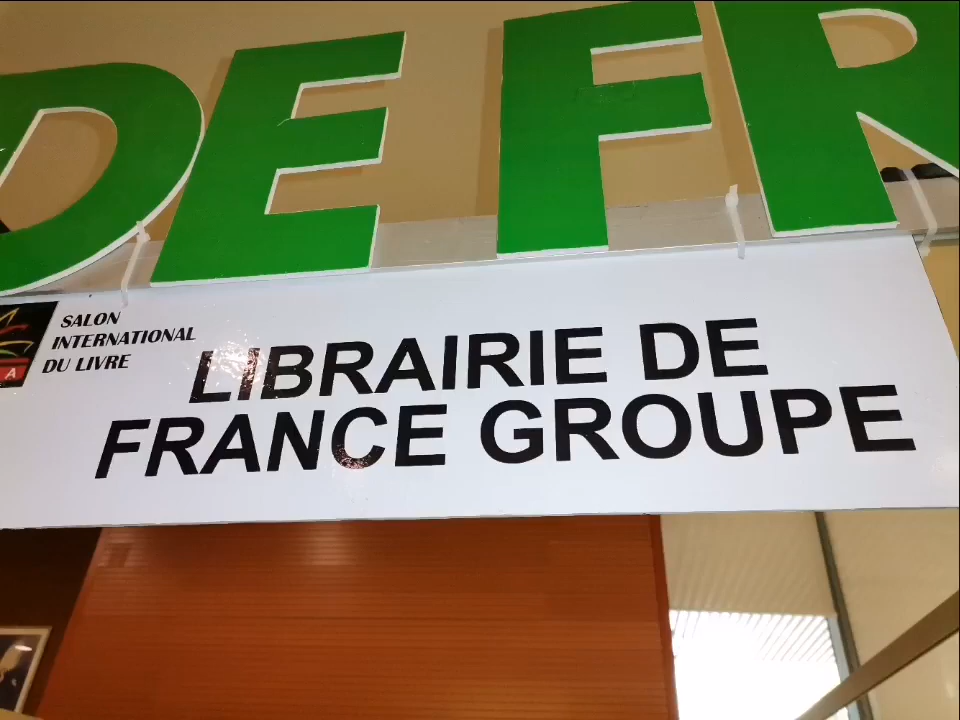 DE FR
SALON
INTERNATIONAL
DU LIVRE
A
LIBRAIRIE DE
FRANCE GROUPE